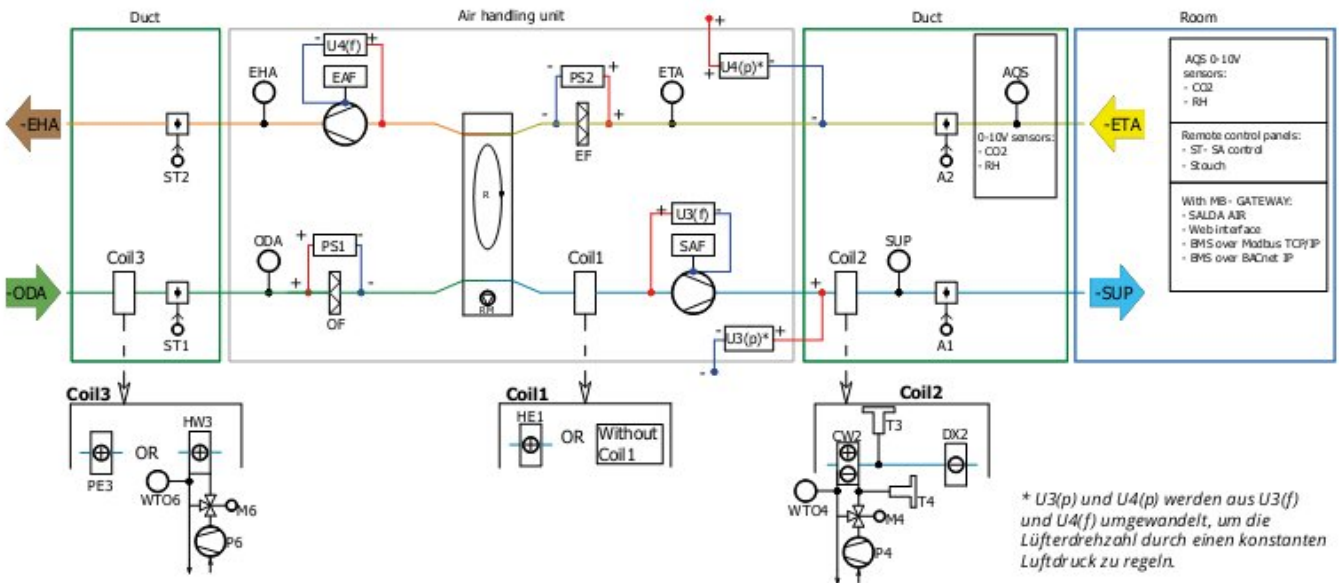 Duct
Air handling unit
Duct
Room
EHA
U4(f)
- +
EAF
PS2
- +
- +
EF
ETA
+
U4(p)*
+ -
-
AQS
0-10V
sensors:
- CO2
- RH
AQS 0-10V
sensors:
- CO2
- RH
-EHA
-ETA
ST2
A2
Remote control panels:
- ST- SA control
- Stouch
R
With MB- GATEWAY:
- SALDA AIR
- Web interface
- BMS over Modbus TCP/IP
- BMS over BACnet IP
Coil3
ODA
PS1
+ -
+ -
OF
RM
Coil1
U3(f)
+ -
SAF
+ -
Coil2
+
SUP
-ODA
-SUP
ST1
U3(p)*
- +
-
A1
Coil3
Coil1
Coil2
HW3
OR
PE3
WTO6
M6
P6
HE1
OR
Without
Coil1
T3
CW2
DX2
T4
WTO4
M4
P4
* U3(p) und U4(p) werden aus U3(f)
und U4(f) umgewandelt, um die
Lüfterdrehzahl durch einen konstanten
Luftdruck zu regeln.